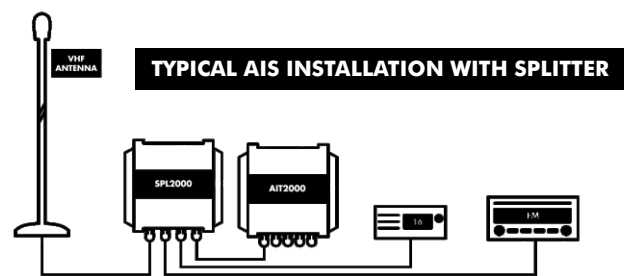 VHF
ANTENNA
TYPICAL AIS INSTALLATION WITH SPLITTER
SPL2000
AIT2000
16
FM